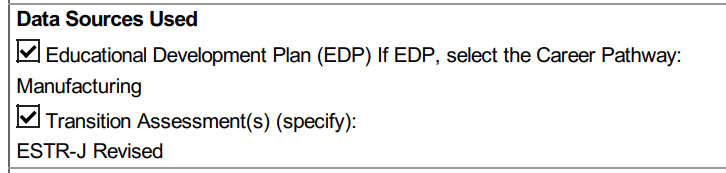 Data Sources Used
Educational Development Plan (EDP) If EDP, select the Career Pathway:
Manufacturing
Transition Assessment(s) (specify):
ESTR-J Revised